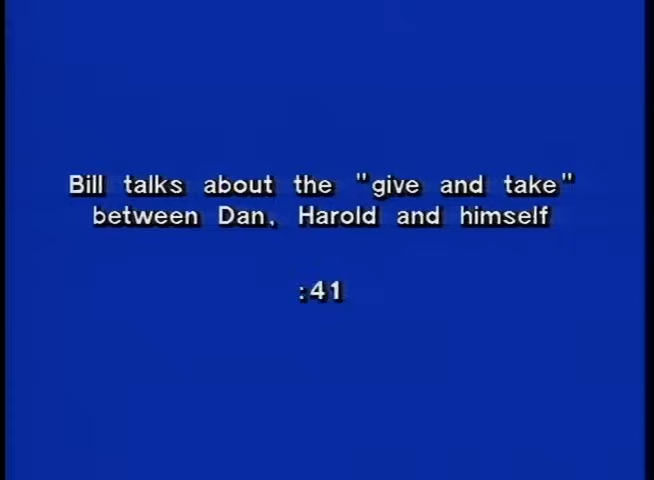 Bill talks about the "give and take"
between Dan, Harold and himself
:41